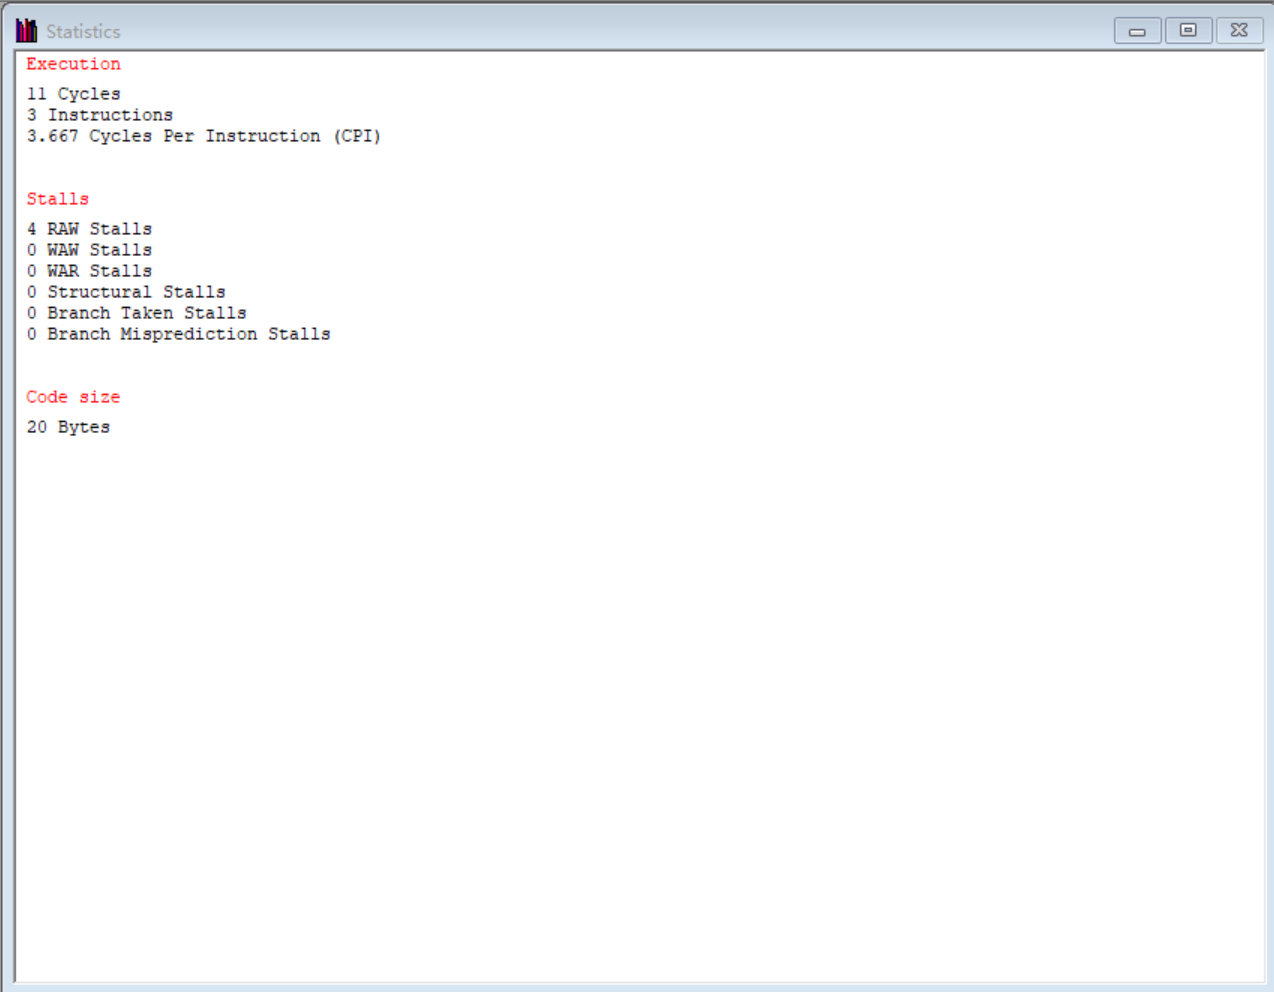 Statistics
Execution
11 Cycles
3 Instructions
3.667 Cycles Per Instruction (CPI)
Stalls
4 RAW Stalls
0 WAW Stalls
0 WAR Stalls
0 Structural Stalls
0 Branch Taken Stalls
0 Branch Misprediction Stalls
Code size
20 Bytes